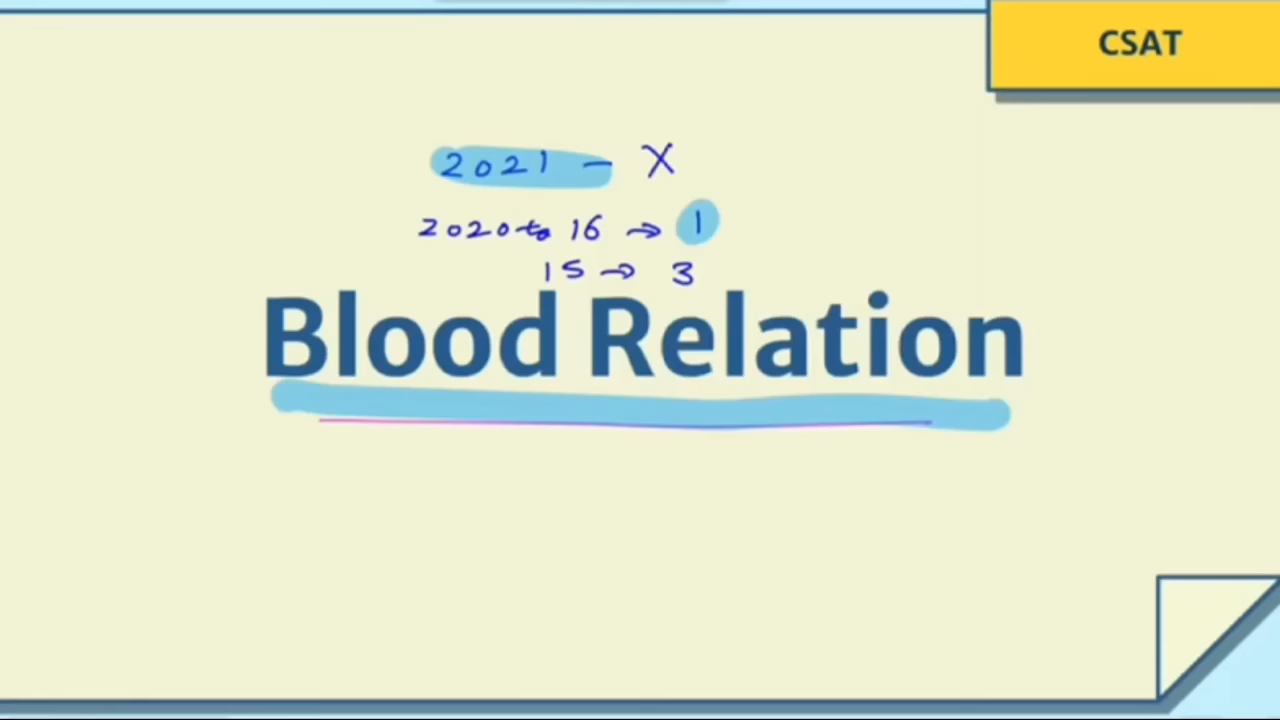 CSAT
2021 - X
2020 to 16 → 1
15 → 3
Blood Relation